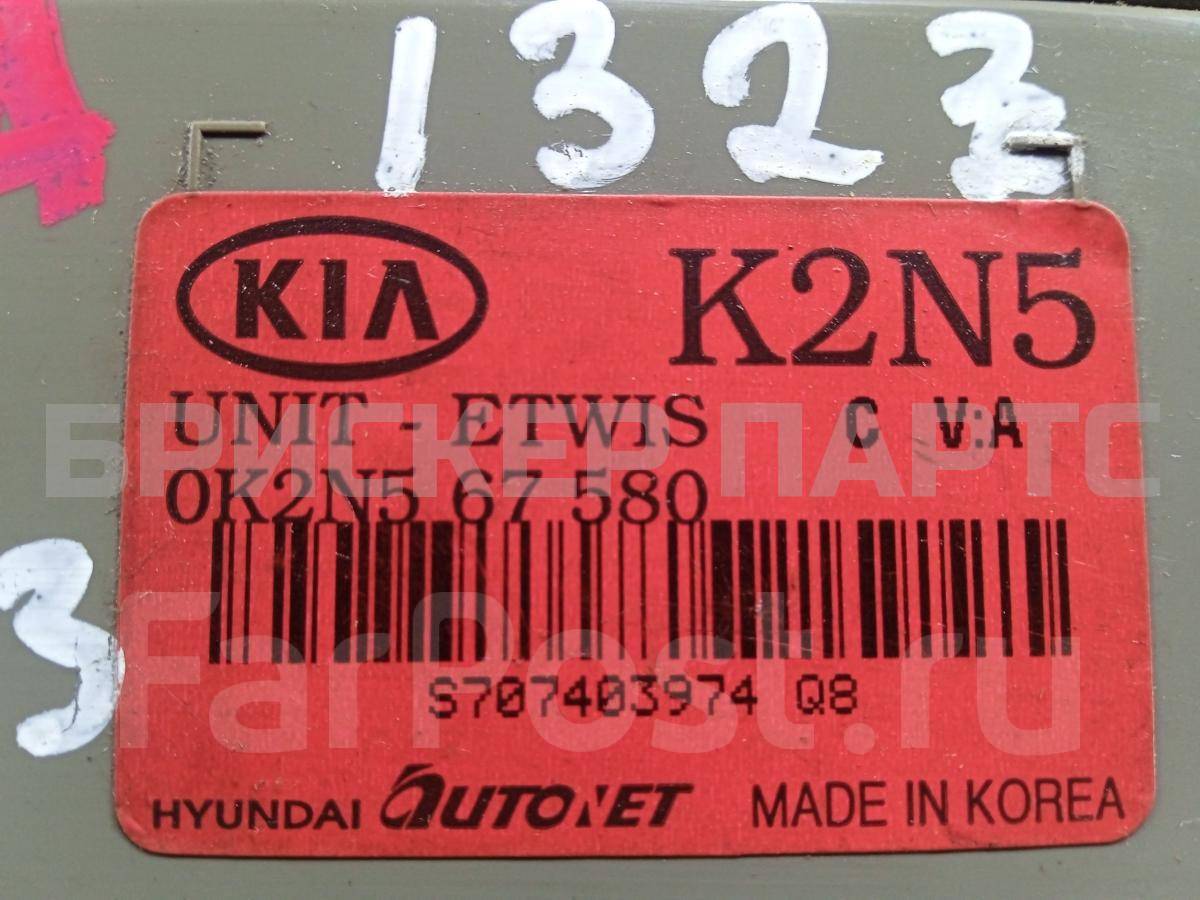 1323
KIA K2N5
UNIT - ETWIS C V:A
БРИСКЕР ПАРТС
0K2N5 67 580
3
FarPost.ru
S707403974 Q8
HYUNDAI AUTONET MADE IN KOREA